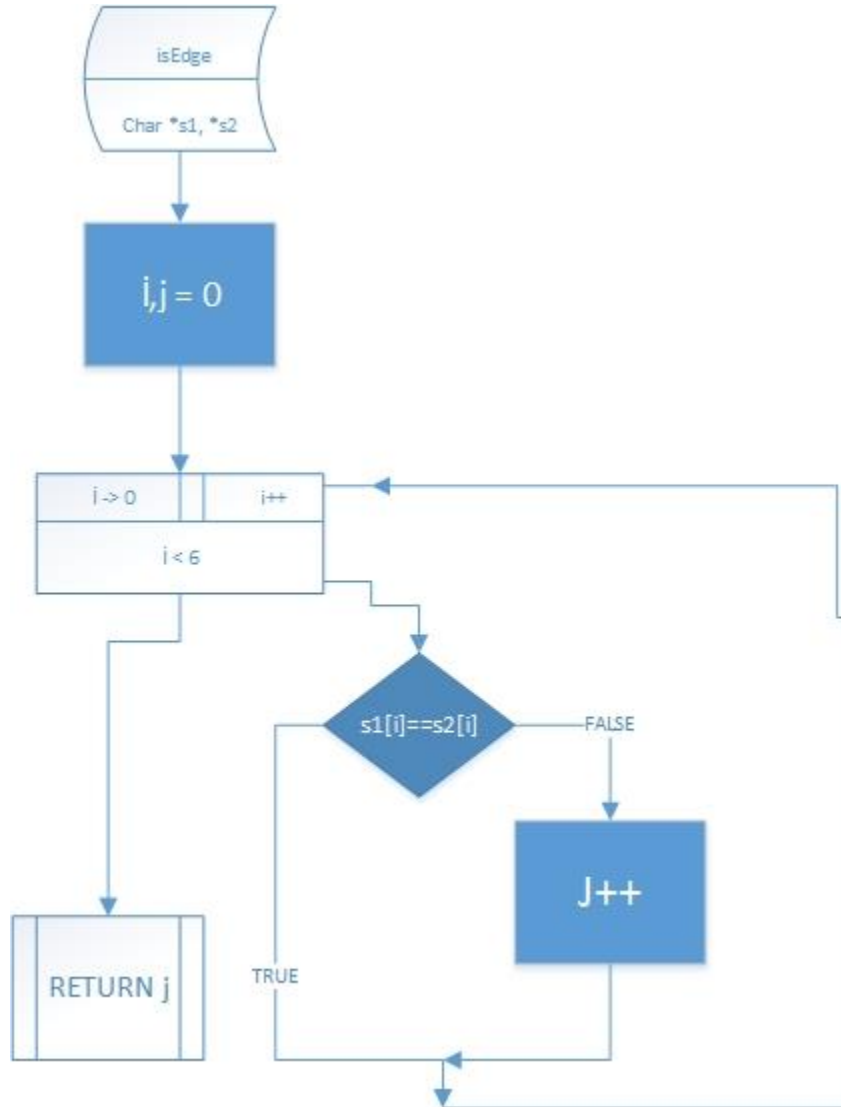 isEdge
Char *s1, *s2
i,j = 0
i -> 0
i++
i < 6
s1[i]==s2[i]
FALSE
J++
TRUE
RETURN j